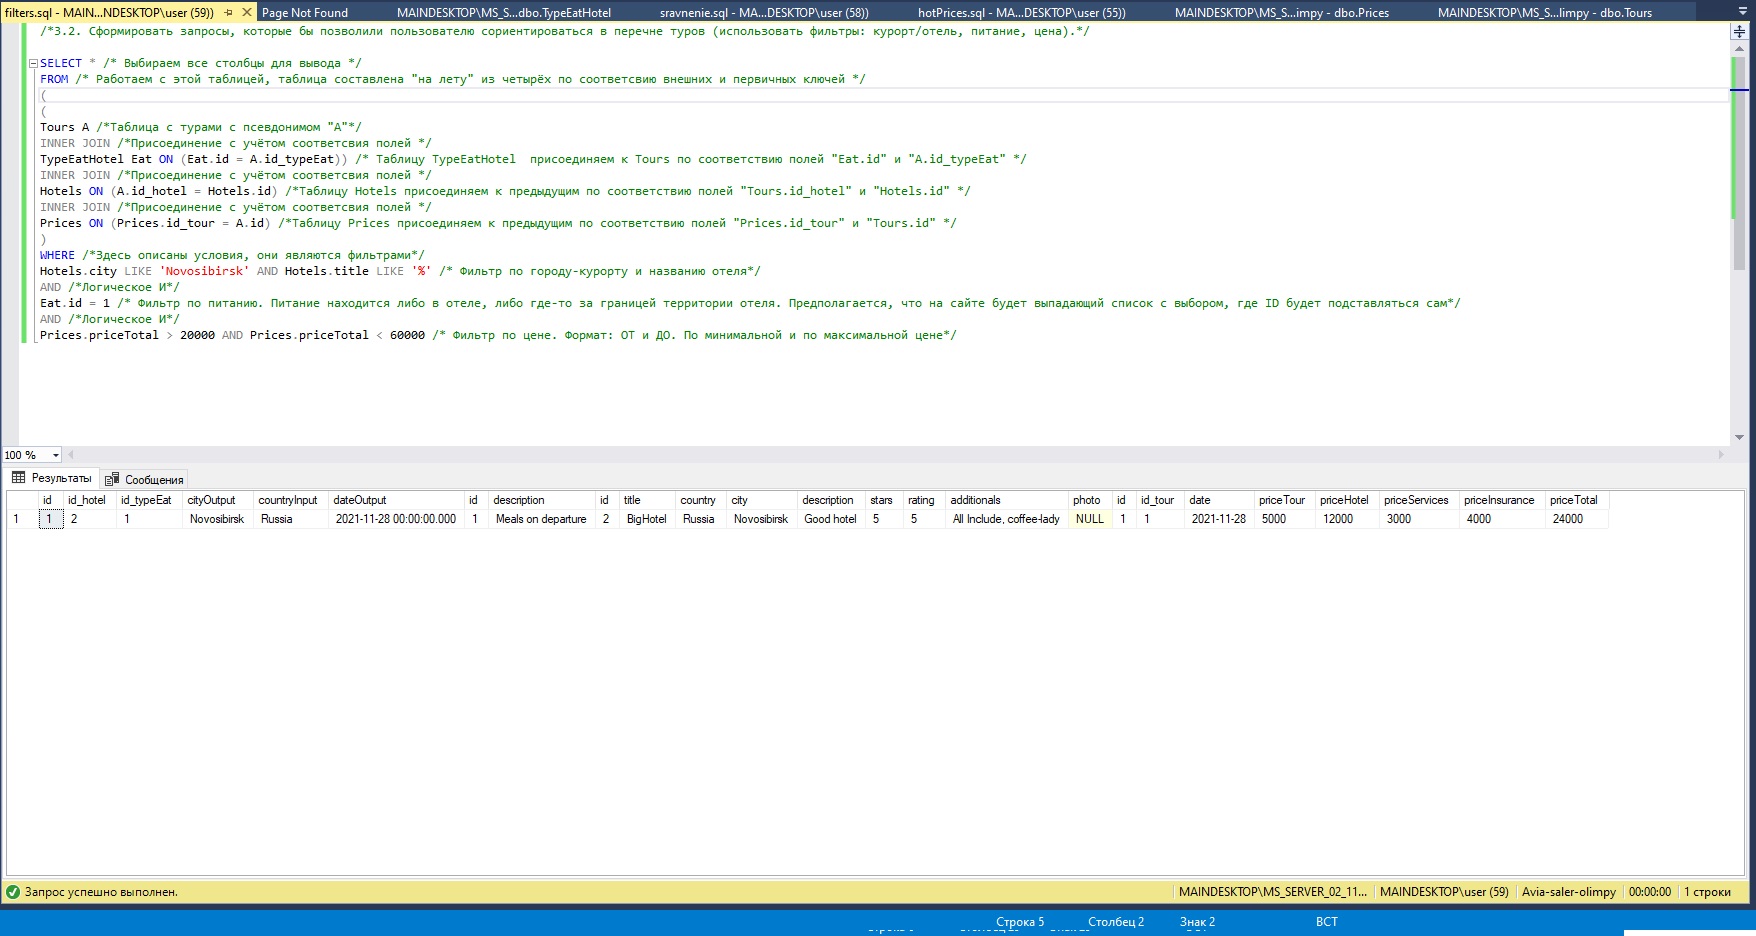 filters.sql - MAIN...NDESKTOP\user (59)) Page Not Found MAINDESKTOP\MS_S...dbo.TypeEatHotel sravnenie.sql - MA...DESKTOP\user (58)) hotPrices.sql - MA...DESKTOP\user (55)) MAINDESKTOP\MS_S...impy - dbo.Prices MAINDESKTOP\MS_S...limpy - dbo.Tours
/*3.2. Сформировать запросы, которые бы позволили пользователю сориентироваться в перечне туров (использовать фильтры: курорт/отель, питание, цена).*/
SELECT * /* Выбираем все столбцы для вывода */
FROM /* Работаем с этой таблицей, таблица составлена "на лету" из четырёх по соответсвию внешних и первичных ключей */
(
(
Tours A /*Таблица с турами с псевдонимом "A"*/
INNER JOIN /*Присоединение с учётом соответсвия полей */
TypeEatHotel Eat ON (Eat.id = A.id_typeEat)) /* Таблицу TypeEatHotel присоединяем к Tours по соответствию полей "Eat.id" и "A.id_typeEat" */
INNER JOIN /*Присоединение с учётом соответсвия полей */
Hotels ON (A.id_hotel = Hotels.id) /*Таблицу Hotels присоединяем к предыдущим по соответствию полей "Tours.id_hotel" и "Hotels.id" */
INNER JOIN /*Присоединение с учётом соответсвия полей */
Prices ON (Prices.id_tour = A.id) /*Таблицу Prices присоединяем к предыдущим по соответствию полей "Prices.id_tour" и "Tours.id" */
)
WHERE /*Здесь описаны условия, они являются фильтрами*/
Hotels.city LIKE 'Novosibirsk' AND Hotels.title LIKE '%' /* Фильтр по городу-курорту и названию отеля*/
AND /*Логическое И*/
Eat.id = 1 /* Фильтр по питанию. Питание находится либо в отеле, либо где-то за границей территории отеля. Предполагается, что на сайте будет выпадающий список с выбором, где ID будет подставляться сам*/
AND /*Логическое И*/
Prices.priceTotal > 20000 AND Prices.priceTotal < 60000 /* Фильтр по цене. Формат: ОТ и ДО. По минимальной и по максимальной цене*/
100 %
Результаты Сообщения
id id_hotel id_typeEat cityOutput countryInput dateOutput id description id title country city description stars rating additionals photo id id_tour date priceTour priceHotel priceServices priceInsurance priceTotal
1 1 2 1 Novosibirsk Russia 2021-11-28 00:00:00.000 1 Meals on departure 2 BigHotel Russia Novosibirsk Good hotel 5 5 All Include, coffee-lady NULL 1 1 2021-11-28 5000 12000 3000 4000 24000
Запрос успешно выполнен. MAINDESKTOP\MS_SERVER_02_11... MAINDESKTOP\user (59) Avia-saler-olimpy 00:00:00 1 строки
Строка 5 Столбец 2 Знак 2 ВСТ